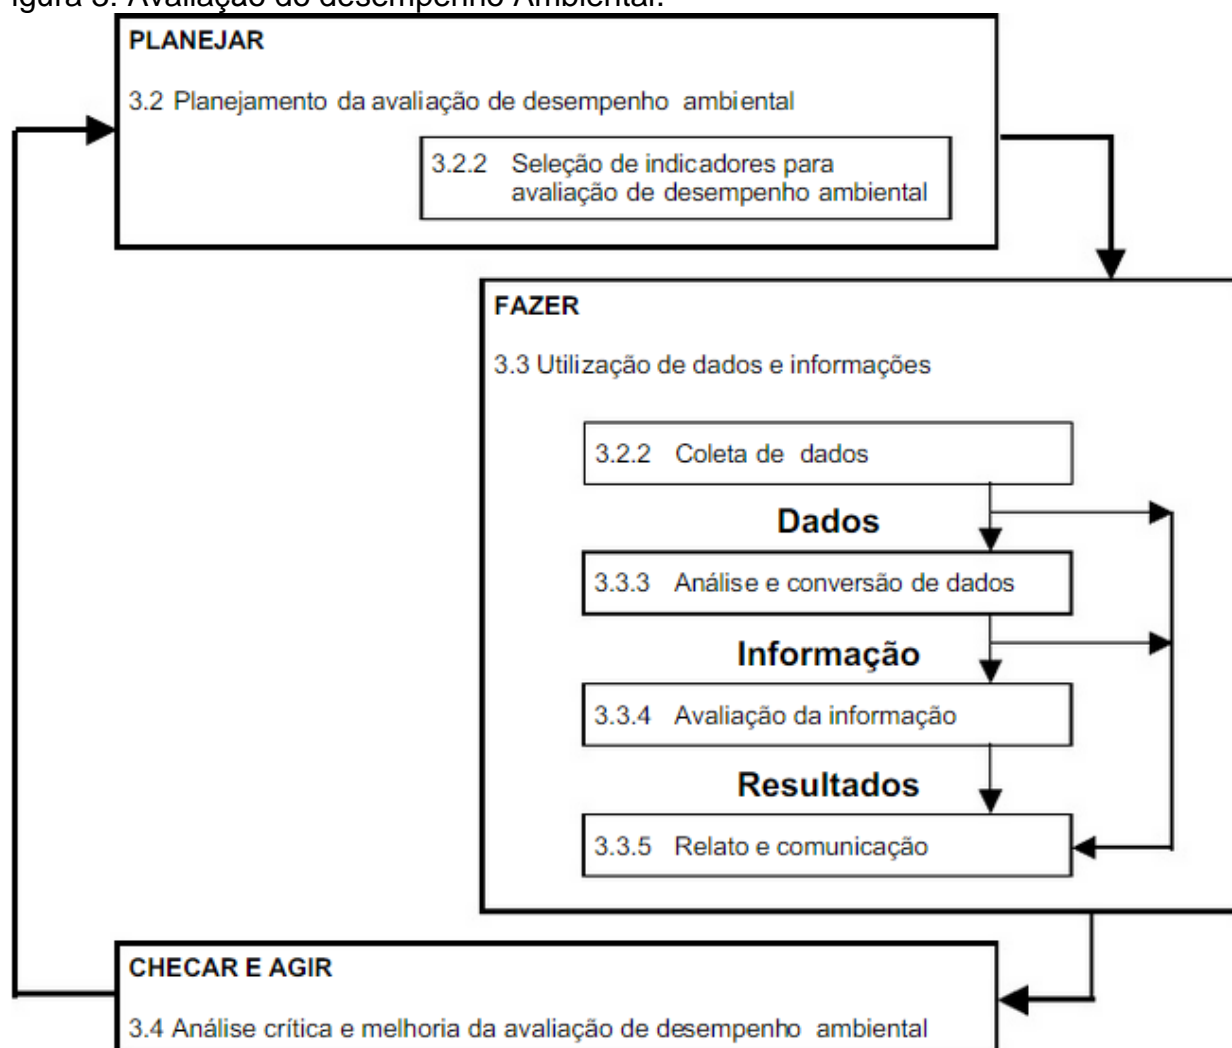 igura 3: Avaliação do desempenho Ambiental.
PLANEJAR
3.2 Planejamento da avaliação de desempenho ambiental
3.2.2 Seleção de indicadores para
avaliação de desempenho ambiental
FAZER
3.3 Utilização de dados e informações
3.2.2 Coleta de dados
Dados
3.3.3 Análise e conversão de dados
Informação
3.3.4 Avaliação da informação
Resultados
3.3.5 Relato e comunicação
CHECAR E AGIR
3.4 Análise crítica e melhoria da avaliação de desempenho ambiental